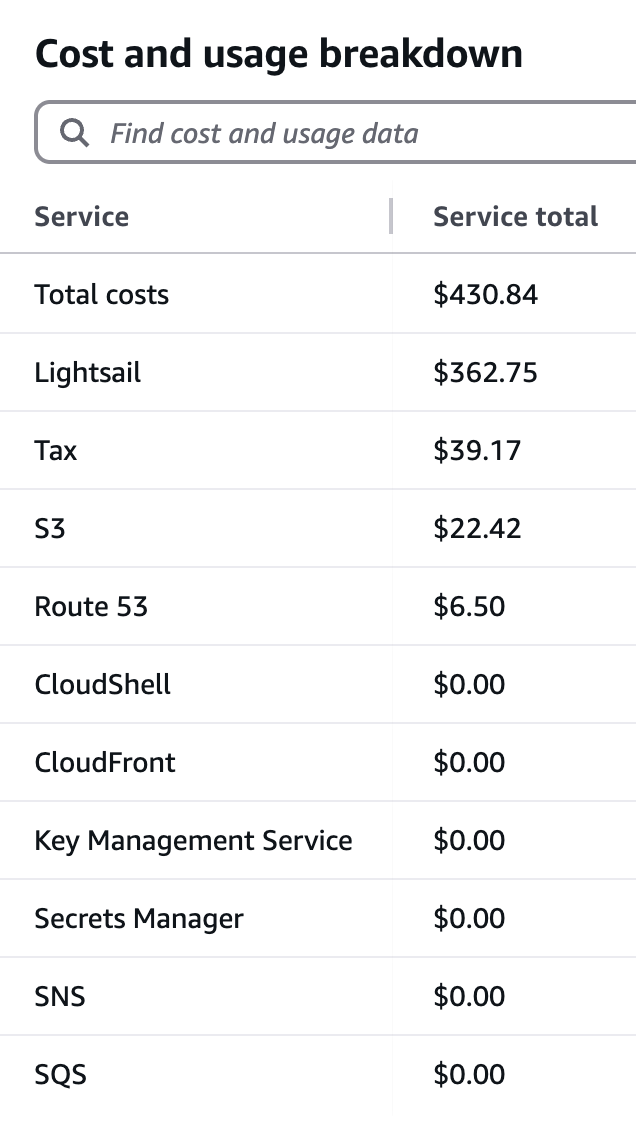 Cost and usage breakdown
Find cost and usage data
Service Service total
Total costs $430.84
Lightsail $362.75
Tax $39.17
S3 $22.42
Route 53 $6.50
CloudShell $0.00
CloudFront $0.00
Key Management Service $0.00
Secrets Manager $0.00
SNS $0.00
SQS $0.00